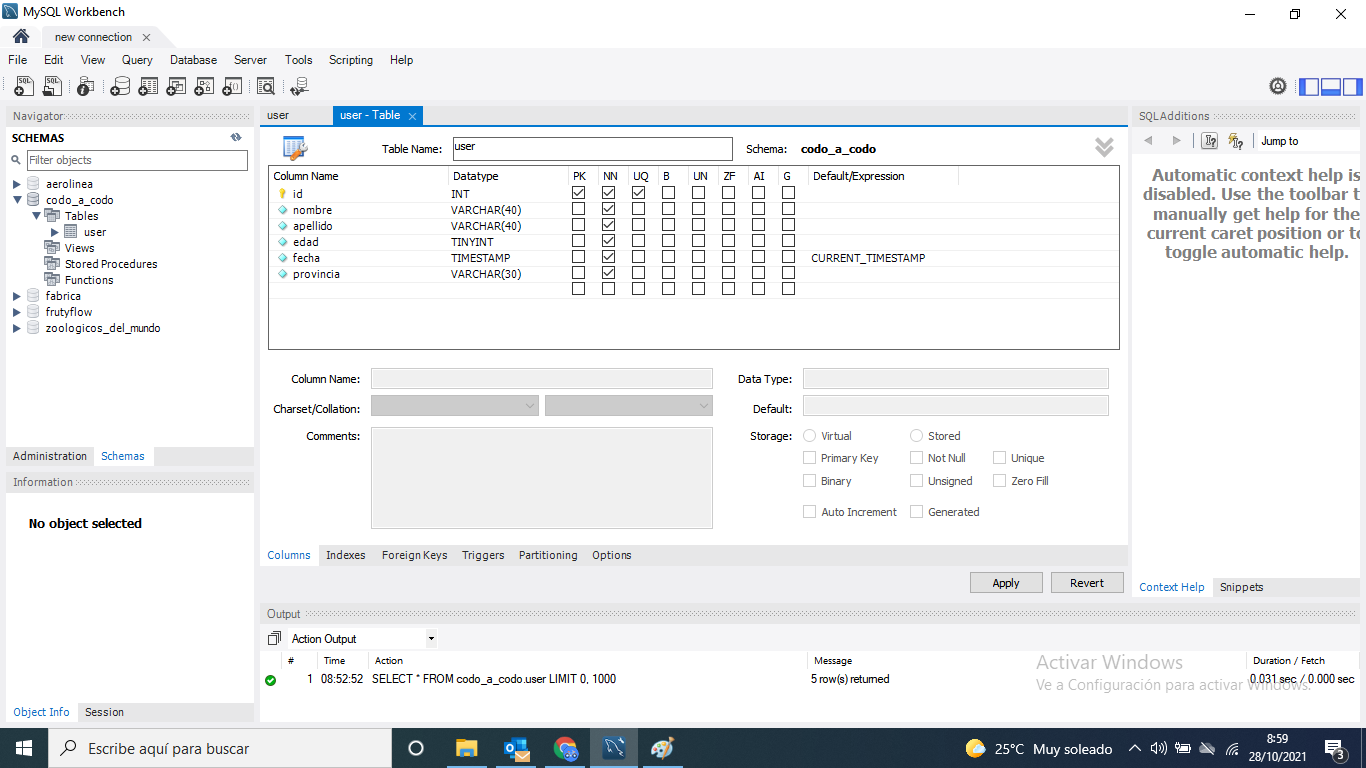 MySQL Workbench
new connection
File Edit View Query Database Server Tools Scripting Help
Navigator
SCHEMAS
Filter objects
aerolinea
codo_a_codo
Tables
user
Views
Stored Procedures
Functions
fabrica
frutyflow
zoologicos_del_mundo
Administration Schemas
Information
No object selected
Object Info Session
user user - Table
Table Name: user Schema: codo_a_codo
Column Name Datatype PK NN UQ B UN ZF AI G Default/Expression
id INT
nombre VARCHAR(40)
apellido VARCHAR(40)
edad TINYINT
fecha TIMESTAMP CURRENT_TIMESTAMP
provincia VARCHAR(30)
Column Name: Data Type:
Charset/Collation: Default:
Comments: Storage: Virtual Stored
Primary Key Not Null Unique
Binary Unsigned Zero Fill
Auto Increment Generated
Columns Indexes Foreign Keys Triggers Partitioning Options
Apply Revert
SQLAdditions
Jump to
Automatic context help is
disabled. Use the toolbar t
manually get help for the
current caret position or to
toggle automatic help.
Context Help Snippets
Output
Action Output
# Time Action Message Duration / Fetch
1 08:52:52 SELECT * FROM codo_a_codo.user LIMIT 0, 1000 5 row(s) returned 0.031 sec / 0.000 sec
Activar Windows
Ve a Configuración para activar Windows.
Escribe aquí para buscar
25°C Muy soleado
8:59
28/10/2021
3